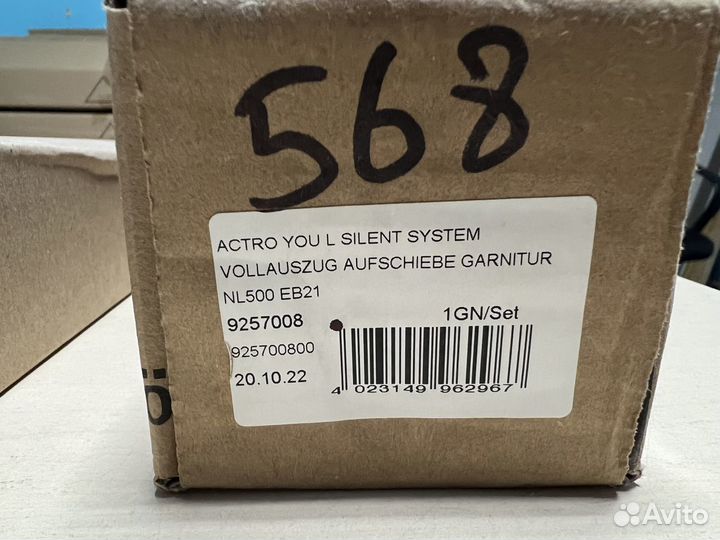 568
ACTRO YOU L SILENT SYSTEM
VOLLAUSZUG AUFSCHIEBE GARNITUR
NL500 EB21
9257008 1GN/Set
925700800
20.10.22
4 023149 962967
Ö
Avito